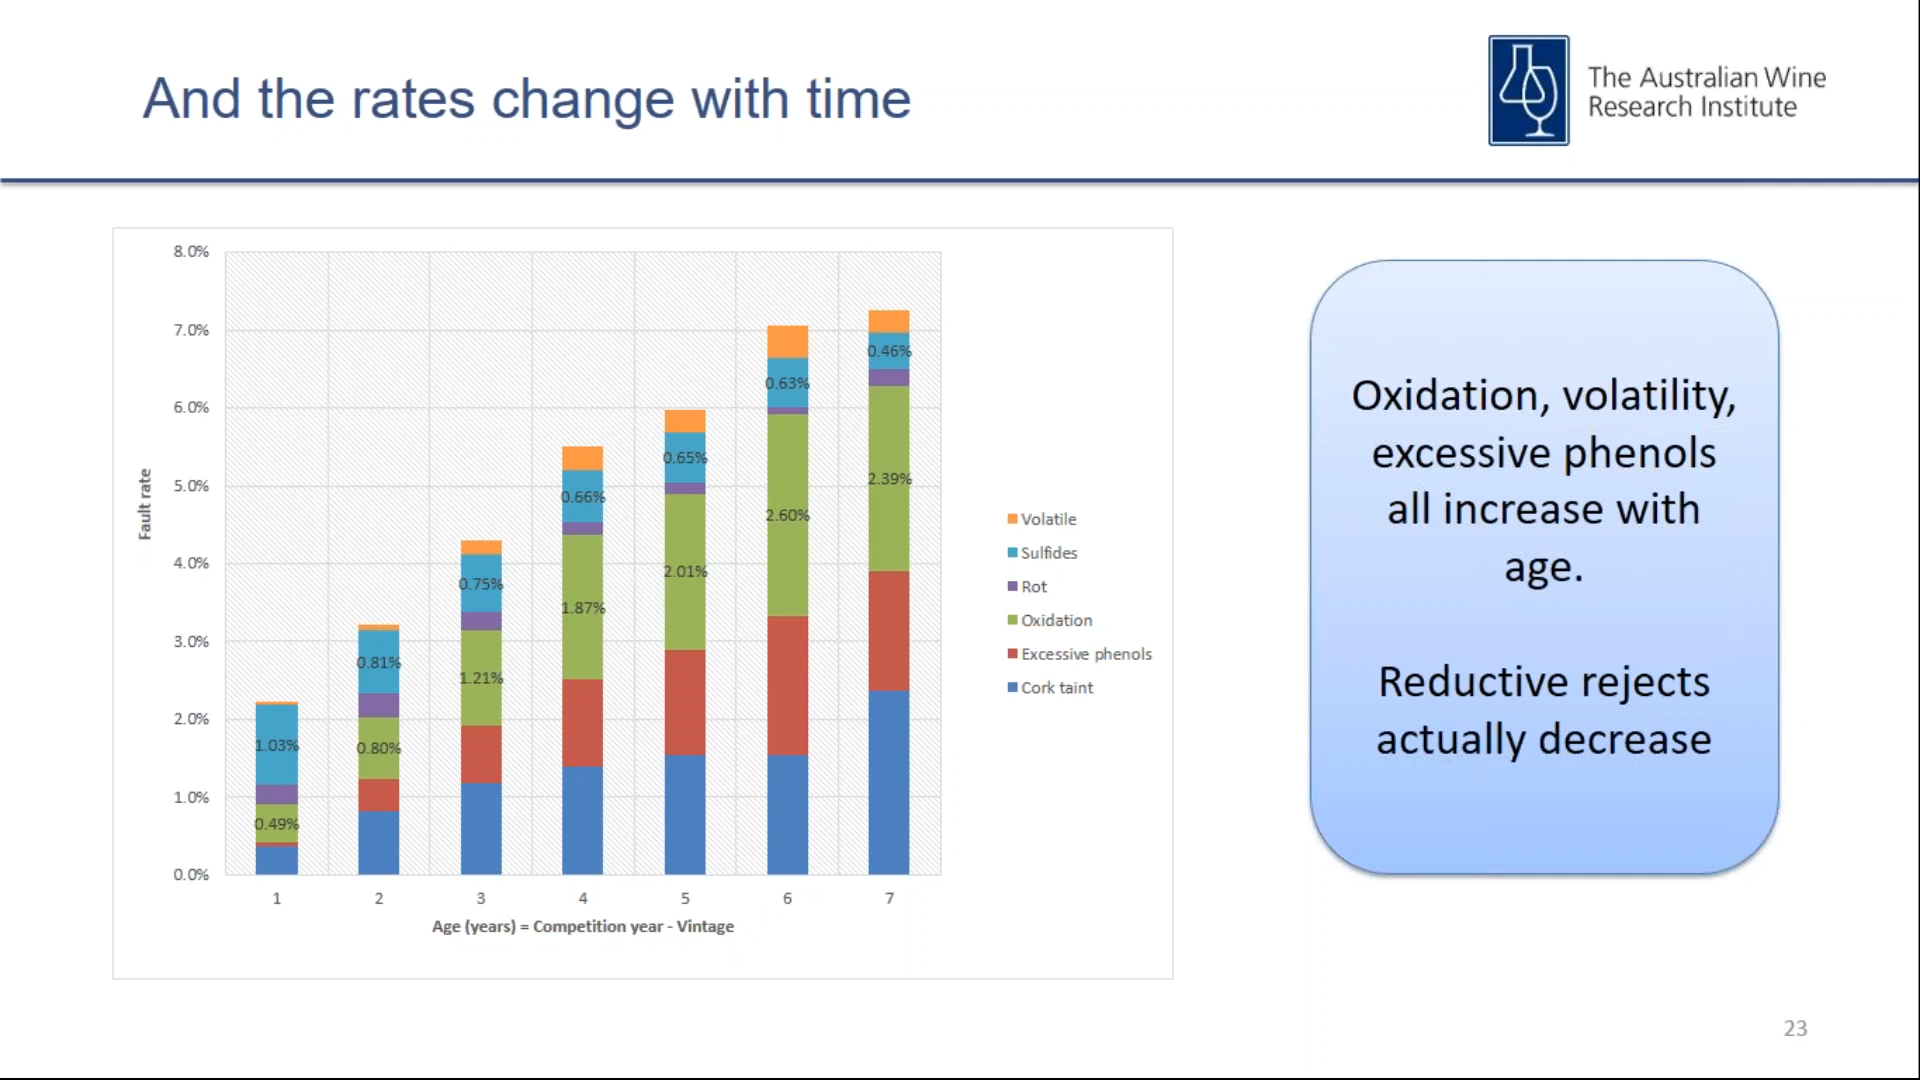 And the rates change with time
The Australian Wine
Research Institute
8.0%
7.0%
6.0%
5.0%
4.0%
3.0%
2.0%
1.0%
0.0%
Fault rate
1.03%
0.49%
0.81%
0.80%
0.75%
1.21%
0.66%
1.87%
0.65%
2.01%
0.63%
2.60%
0.46%
2.39%
1 2 3 4 5 6 7
Age (years) = Competition year - Vintage
Volatile
Sulfides
Rot
Oxidation
Excessive phenols
Cork taint
Oxidation, volatility,
excessive phenols
all increase with
age.
Reductive rejects
actually decrease
23